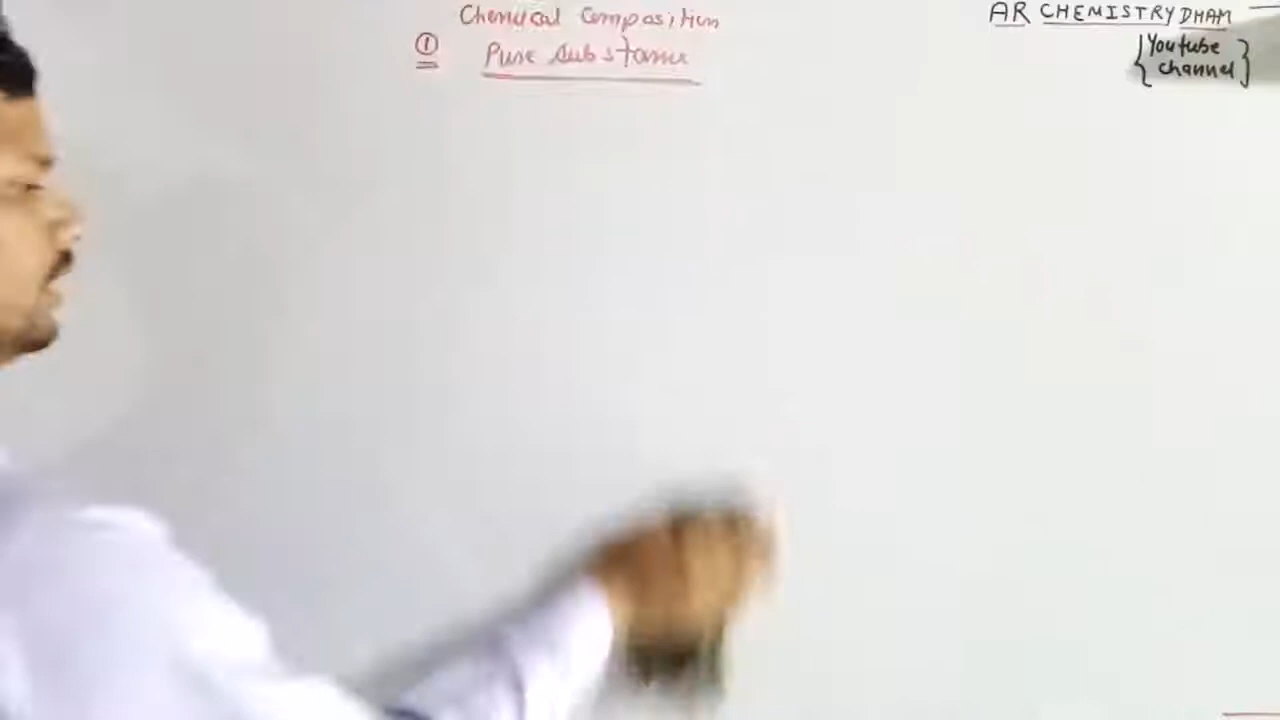 Chemical Composition
① Pure Substance
AR CHEMISTRY DHAM
{Youtube
channel}